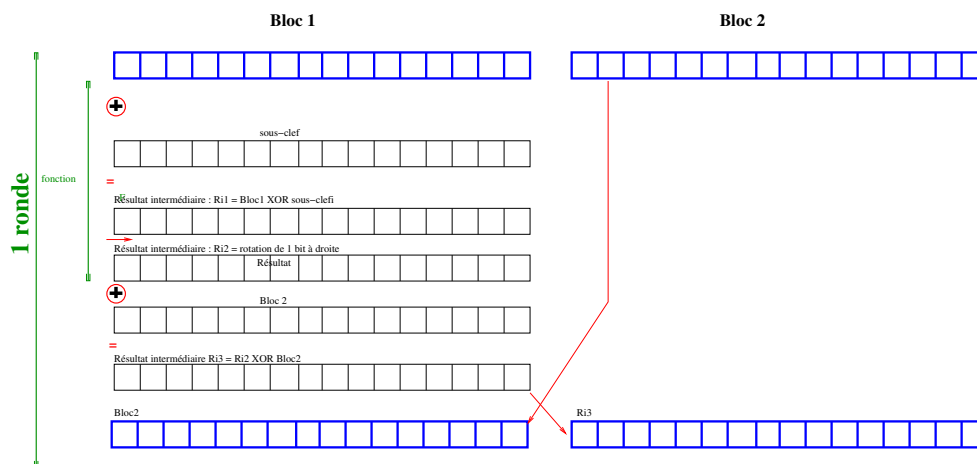 Bloc 1
Bloc 2
sous−clef
1 ronde
fonction
=
F
Résultat intermédiaire : Ri1 = Bloc1 XOR sous−clefi
Résultat intermédiaire : Ri2 = rotation de 1 bit à droite
Résultat
Bloc 2
=
Résultat intermédiaire Ri3 = Ri2 XOR Bloc2
Bloc2
Ri3